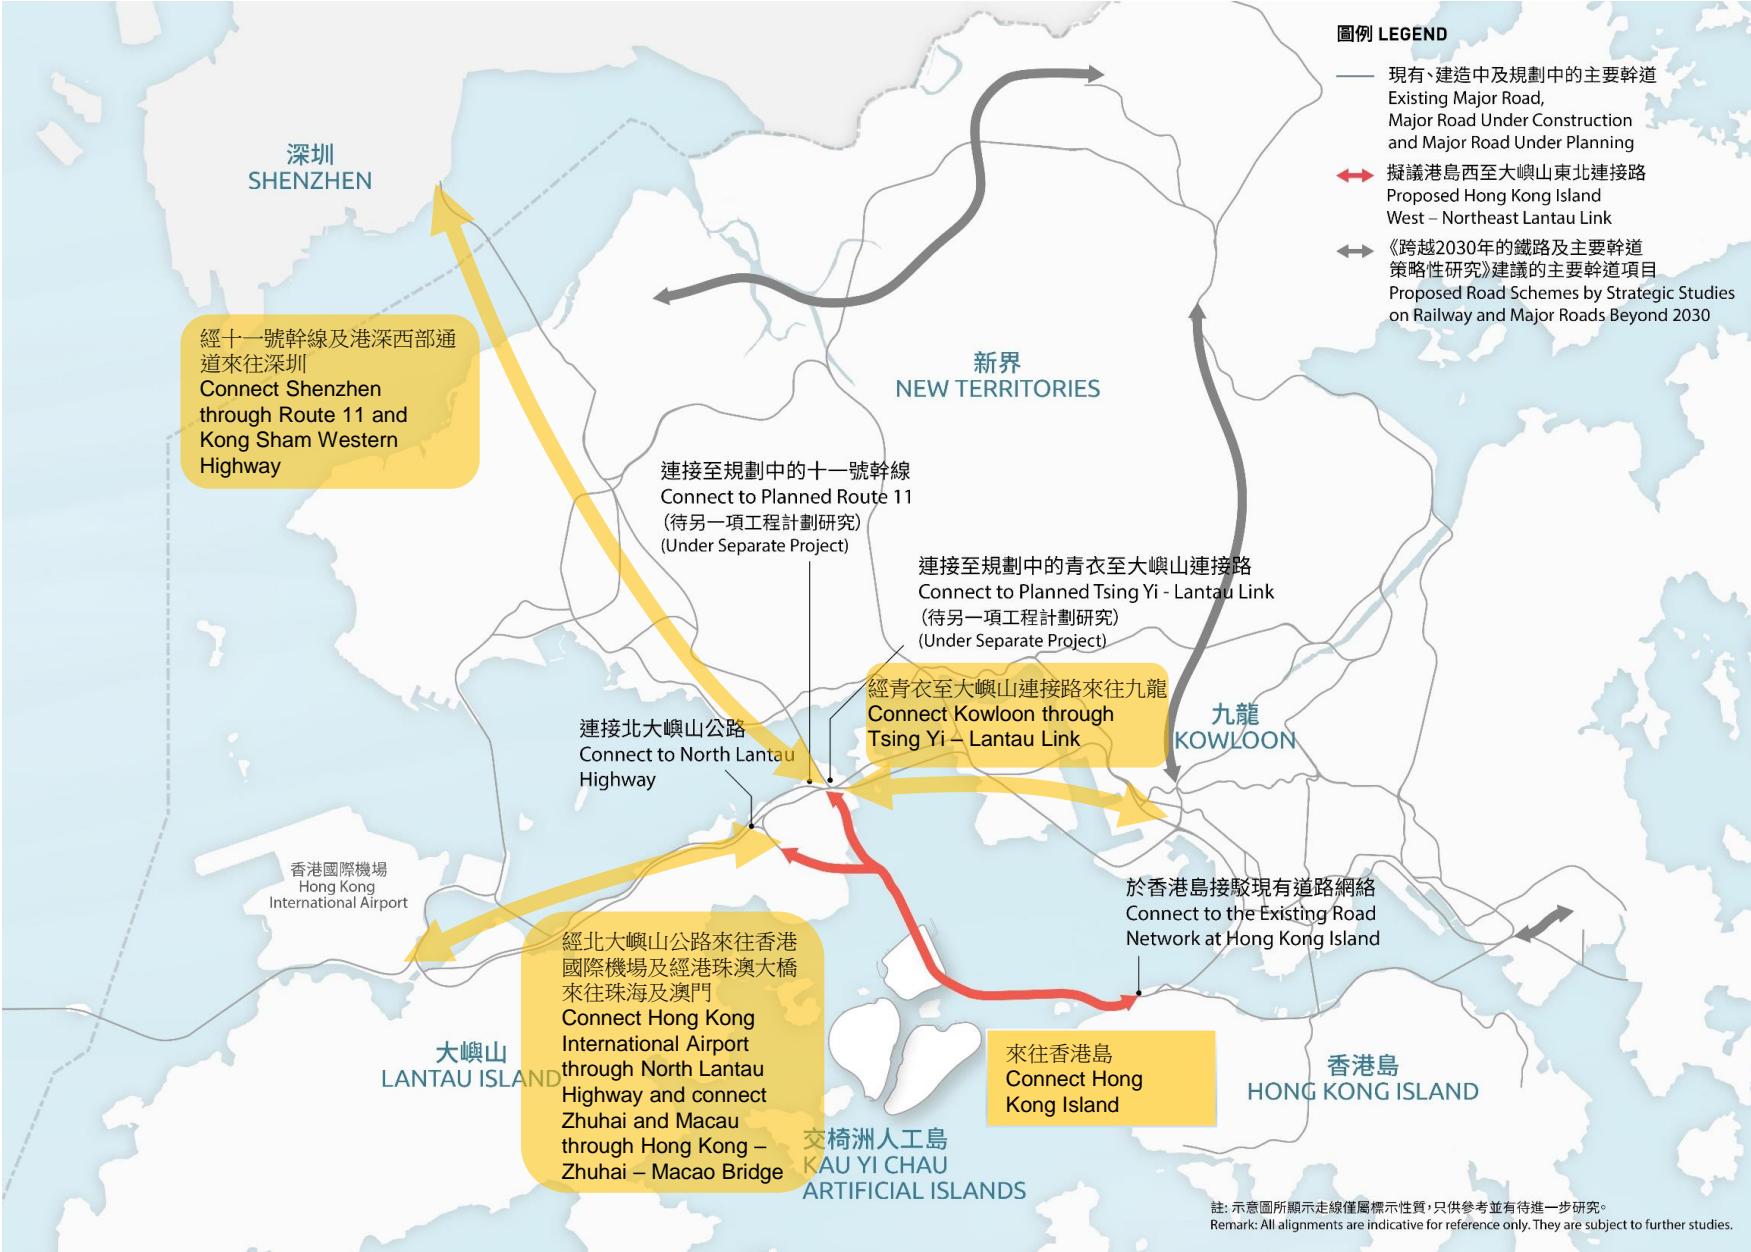 圖例 LEGEND
現有、建造中及規劃中的主要幹道
Existing Major Road,
Major Road Under Construction
and Major Road Under Planning
擬議港島西至大嶼山東北連接路
Proposed Hong Kong Island
West – Northeast Lantau Link
《跨越2030年的鐵路及主要幹道
策略性研究》建議的主要幹道項目
Proposed Road Schemes by Strategic Studies
on Railway and Major Roads Beyond 2030
深圳
SHENZHEN
經十一號幹線及港深西部通
道來往深圳
Connect Shenzhen
through Route 11 and
Kong Sham Western
Highway
新界
NEW TERRITORIES
連接至規劃中的十一號幹線
Connect to Planned Route 11
（待另一項工程計劃研究）
(Under Separate Project)
連接至規劃中的青衣至大嶼山連接路
Connect to Planned Tsing Yi - Lantau Link
（待另一項工程計劃研究）
(Under Separate Project)
經青衣至大嶼山連接路來往九龍
Connect Kowloon through
Tsing Yi – Lantau Link
九龍
KOWLOON
連接北大嶼山公路
Connect to North Lantau
Highway
香港國際機場
Hong Kong
International Airport
於香港島接駁現有道路網絡
Connect to the Existing Road
Network at Hong Kong Island
經北大嶼山公路來往香港
國際機場及經港珠澳大橋
來往珠海及澳門
Connect Hong Kong
International Airport
through North Lantau
Highway and connect
Zhuhai and Macau
through Hong Kong –
Zhuhai – Macao Bridge
大嶼山
LANTAU ISLAND
來往香港島
Connect Hong
Kong Island
香港島
HONG KONG ISLAND
交椅洲人工島
KAU YI CHAU
ARTIFICIAL ISLANDS
註: 示意圖所顯示走線僅屬標示性質，只供參考並有待進一步研究。
Remark: All alignments are indicative for reference only. They are subject to further studies.